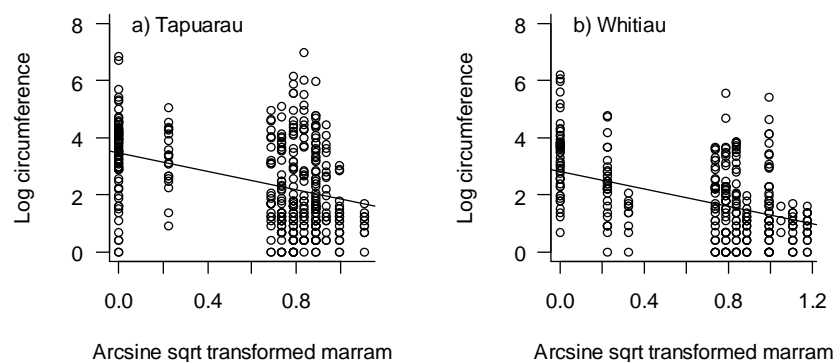 a) Tapuarau
b) Whitiau
Log circumference
8
6
4
2
0
0.0 0.4 0.8
Arcsine sqrt transformed marram
Log circumference
8
6
4
2
0
0.0 0.4 0.8 1.2
Arcsine sqrt transformed marram